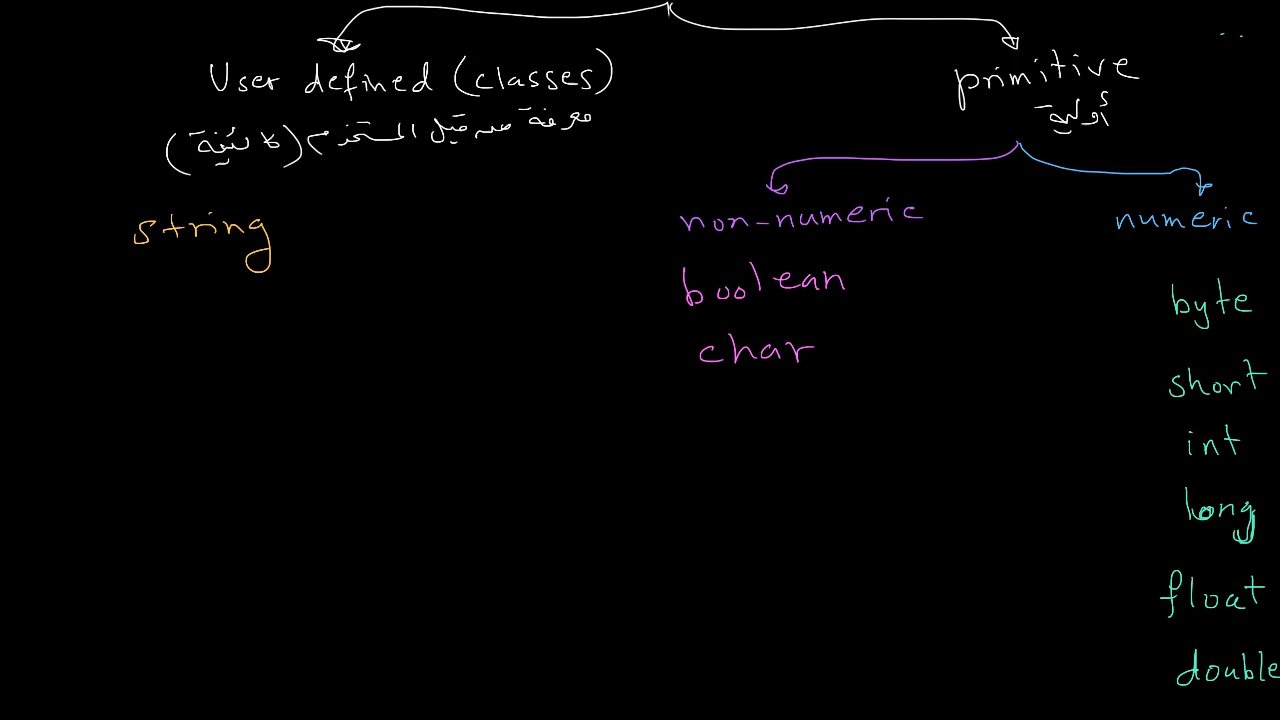 User defined (classes)
معرفة من قبل المستخدم (كائنية)
string
primitive
أولية
non-numeric
boolean
char
numeric
byte
short
int
long
float
double